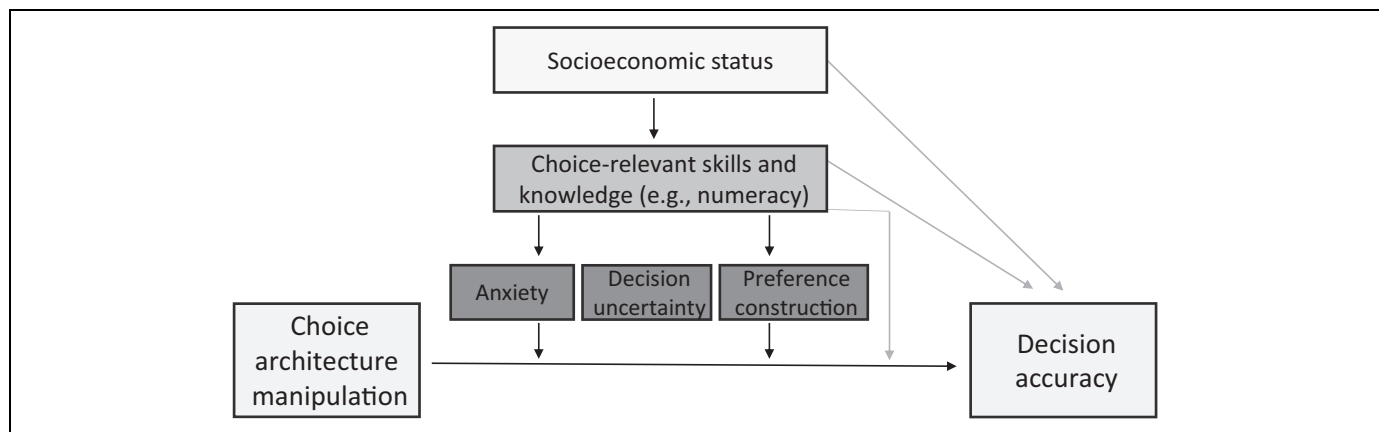 Socioeconomic status
Choice-relevant skills and
knowledge (e.g., numeracy)
Anxiety
Decision
uncertainty
Preference
construction
Choice
architecture
manipulation
Decision
accuracy